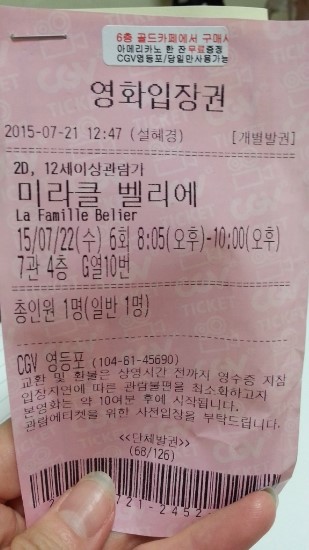 6층 골드카페에서 구매시
아메리카노 한 잔 무료증정
CGV영등포/당일만사용가능
영화입장권
2015-07-21 12:47 (설혜경) [개별발권]
2D, 12세이상관람가
미라클 벨리에
La Famille Belier
15/07/22(수) 6회 8:05(오후)-10:00(오후)
7관 4층 G열10번
총인원 1명(일반 1명)
CGV 영등포 (104-61-45690)
교환 및 환불은 상영시간 전까지 영수증 지참
입장지연에 따른 관람불편을 최소화하고자
본영화는 약 10여분 후에 시작됩니다.
관람에티켓을 위한 사전입장을 부탁드립니다.
<<단체발권>>
(68/126)
721-2452